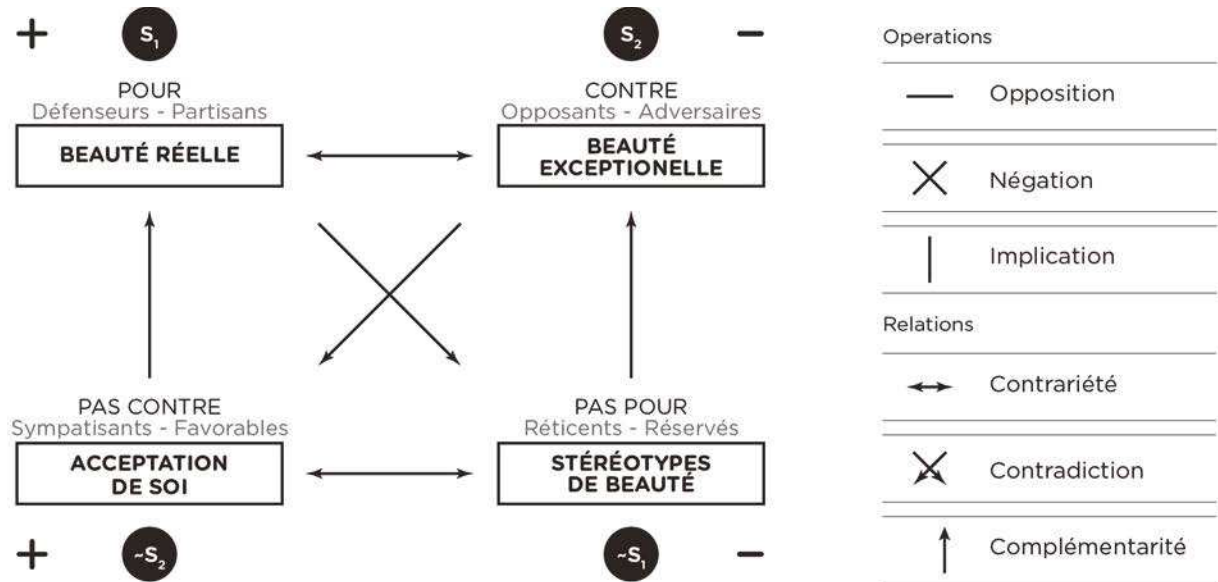 + S₁ S₂ −
POUR
Défenseurs - Partisans
BEAUTÉ RÉELLE
CONTRE
Opposants - Adversaires
BEAUTÉ
EXCEPTIONELLE
PAS CONTRE
Sympatisants - Favorables
ACCEPTATION
DE SOI
PAS POUR
Réticents - Réservés
STÉRÉOTYPES
DE BEAUTÉ
+ ~S₂ ~S₁ −
Operations
Opposition
Négation
Implication
Relations
Contrariété
Contradiction
Complémentarité